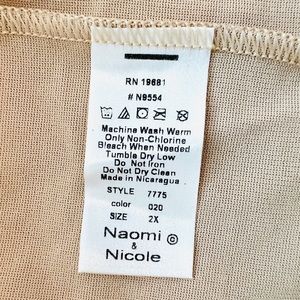 RN 19681
# N9554
Machine Wash Warm
Only Non-Chlorine
Bleach When Needed
Tumble Dry Low
Do Not Iron
Do Not Dry Clean
Made in Nicaragua
STYLE 7775
color 020
SIZE 2X
Naomi ©
&
Nicole